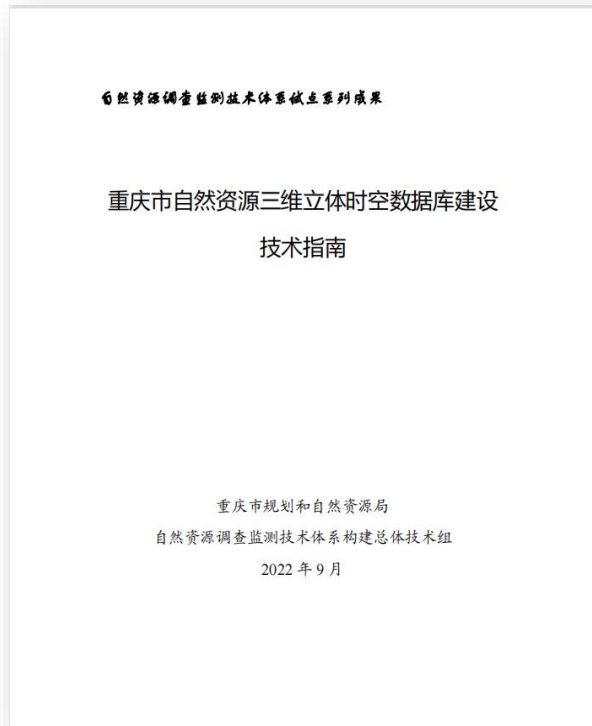 自然资源调查监测技术体系试点系列成果
重庆市自然资源三维立体时空数据库建设
技术指南
重庆市规划和自然资源局
自然资源调查监测技术体系构建总体技术组
2022 年 9 月